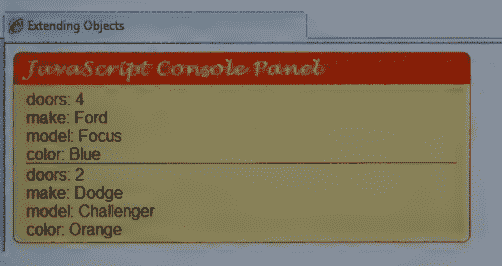 Extending Objects
JavaScript Console Panel
doors: 4
make: Ford
model: Focus
color: Blue
doors: 2
make: Dodge
model: Challenger
color: Orange